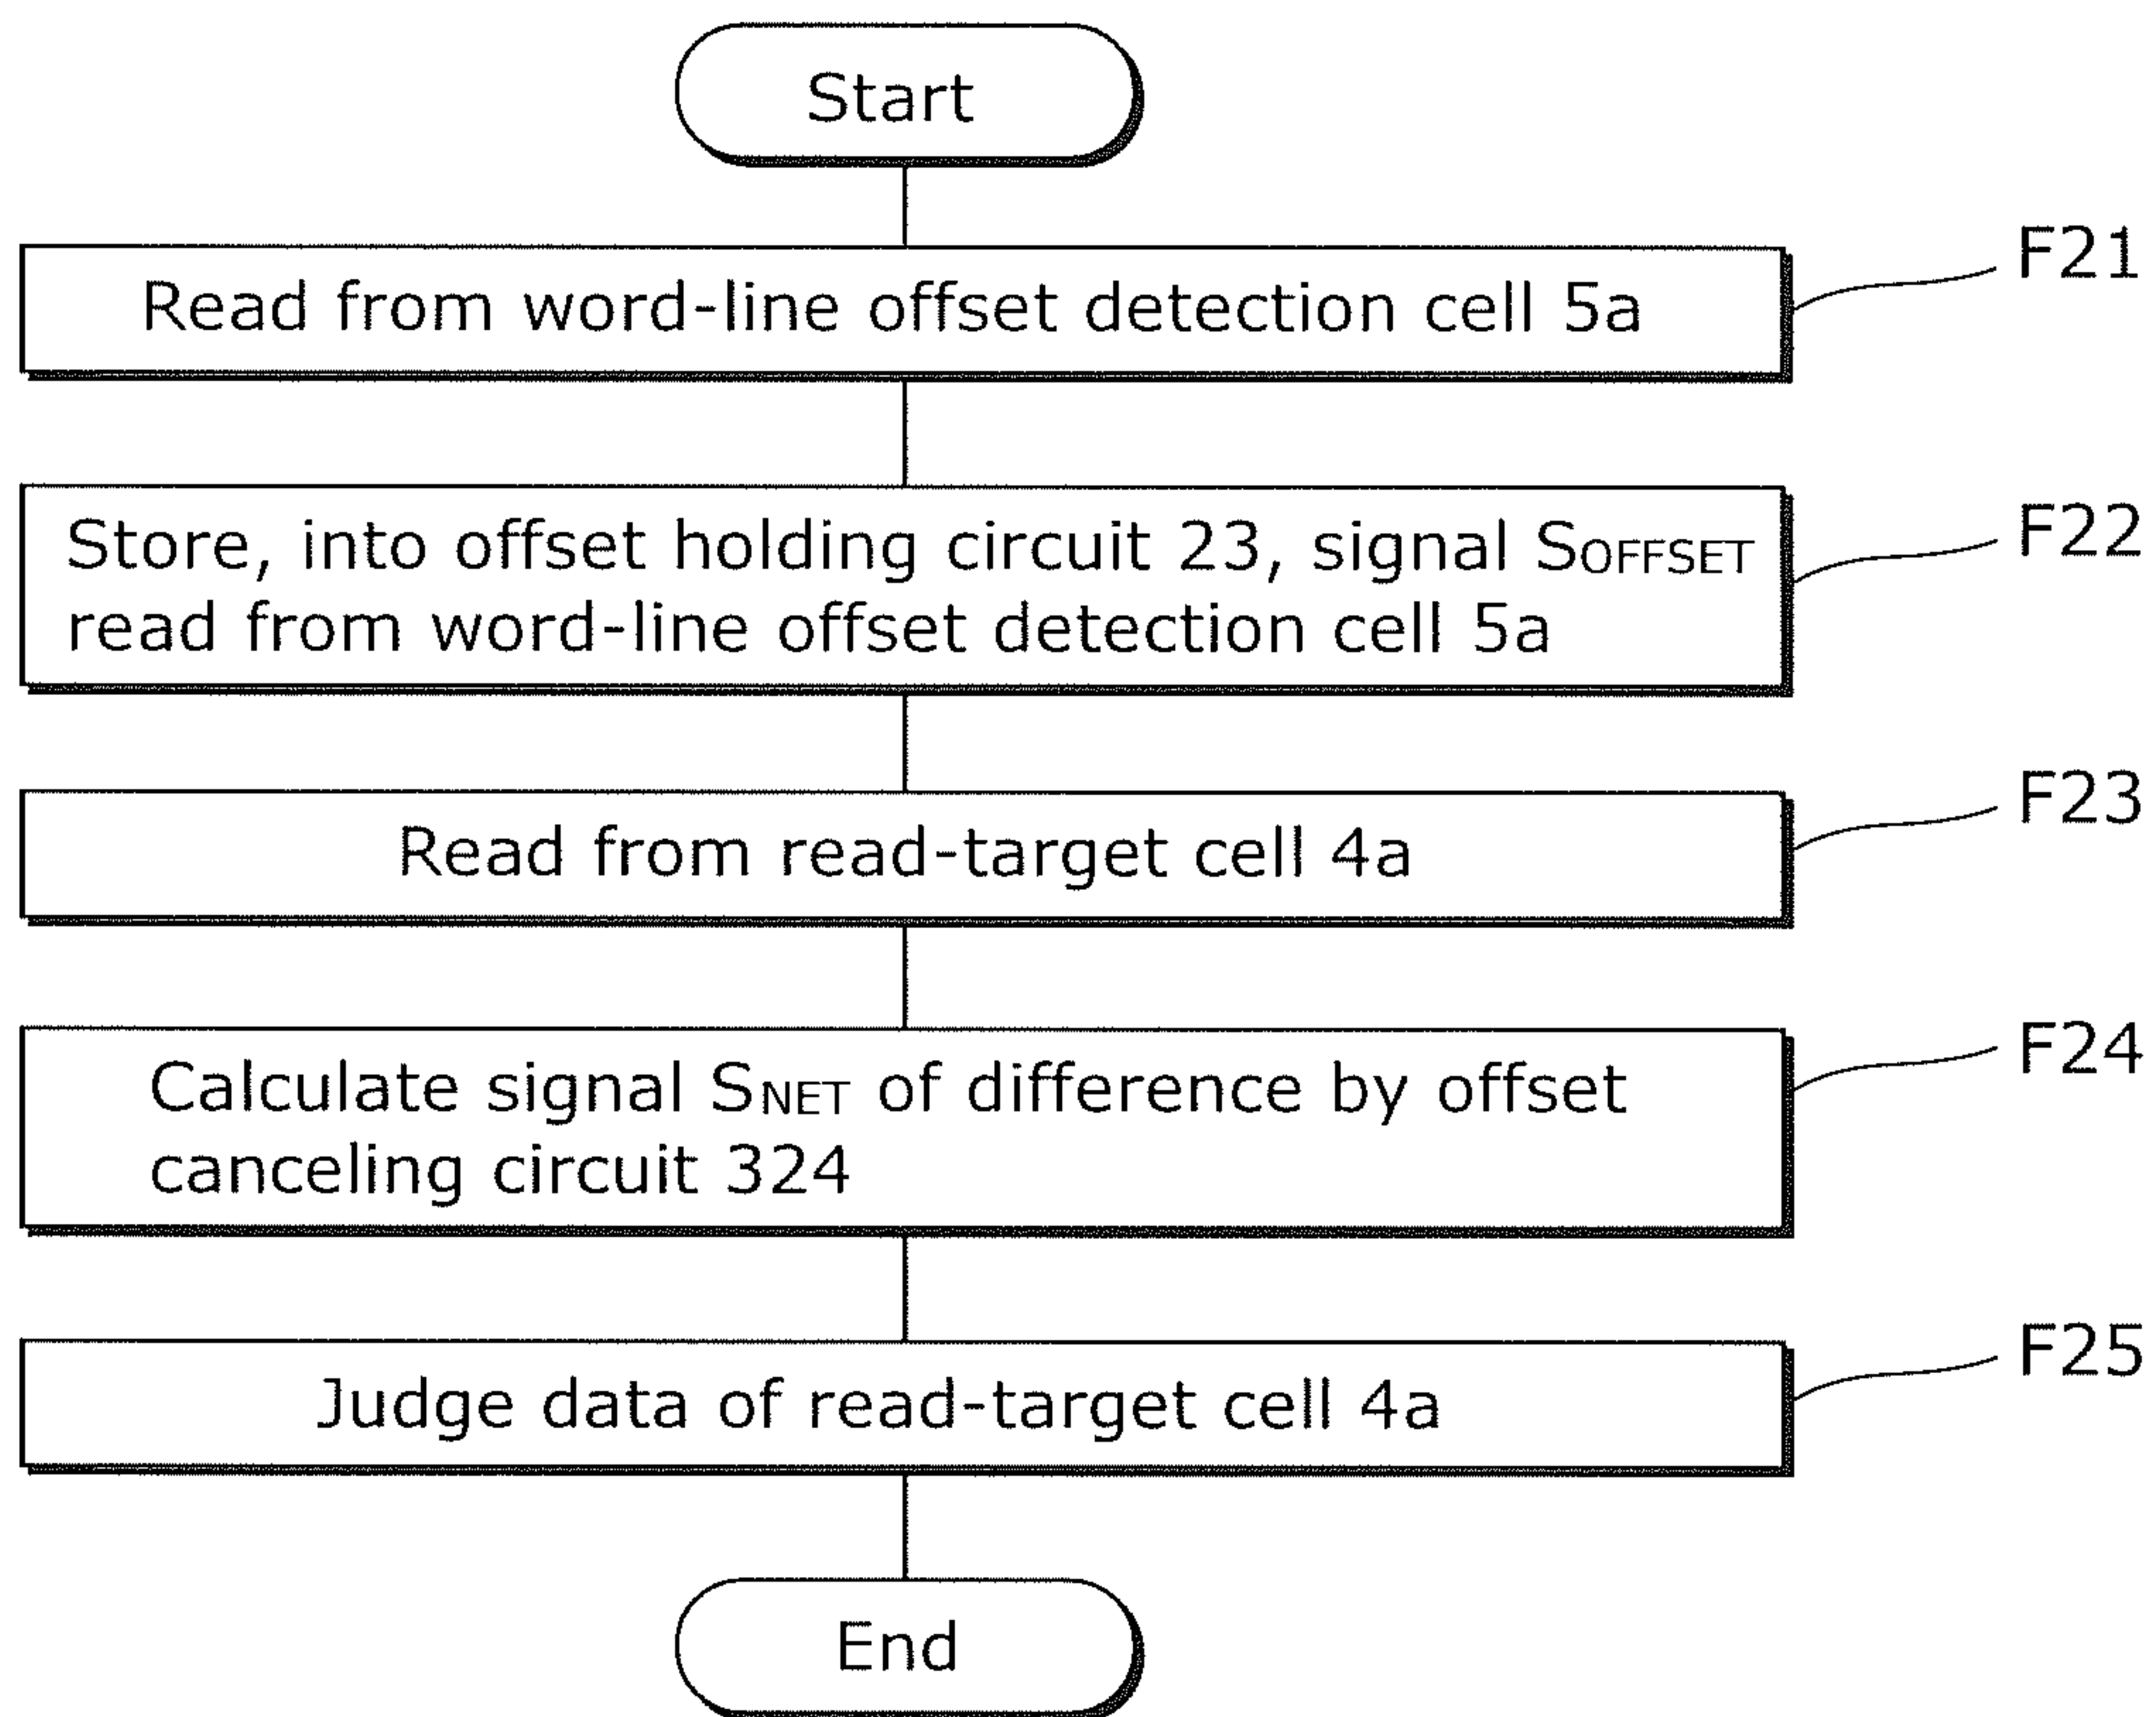 Start
Read from word-line offset detection cell 5a
F21
Store, into offset holding circuit 23, signal SOFFSET
read from word-line offset detection cell 5a
F22
Read from read-target cell 4a
F23
Calculate signal SNET of difference by offset
canceling circuit 324
F24
Judge data of read-target cell 4a
F25
End